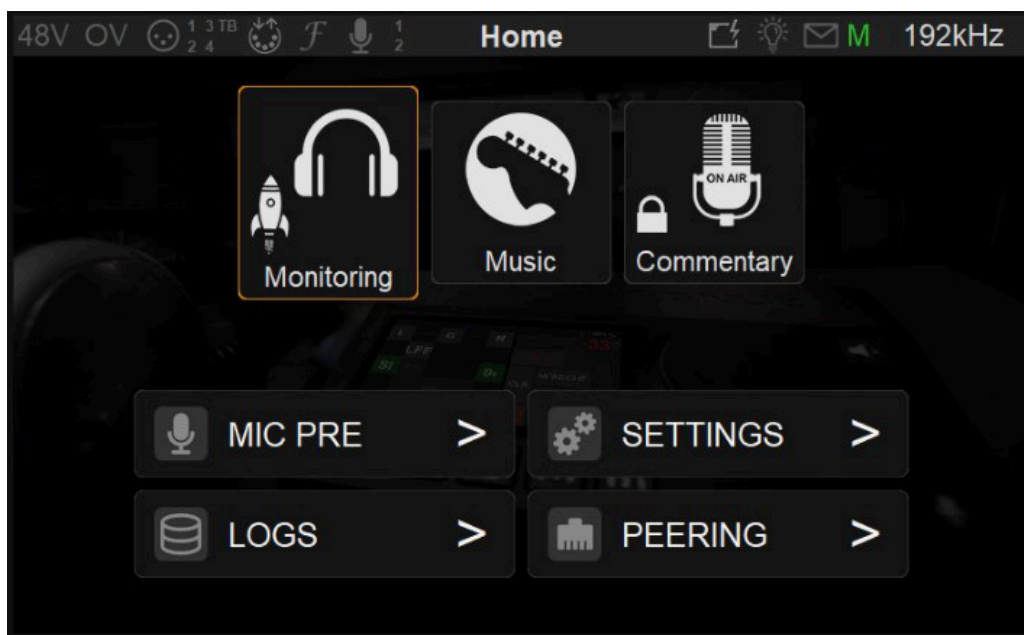 48V OV 1 3 TB ℱ 1 Home M 192kHz
2 4 2
ON AIR
Monitoring Music Commentary
MIC PRE > SETTINGS >
LOGS > PEERING >